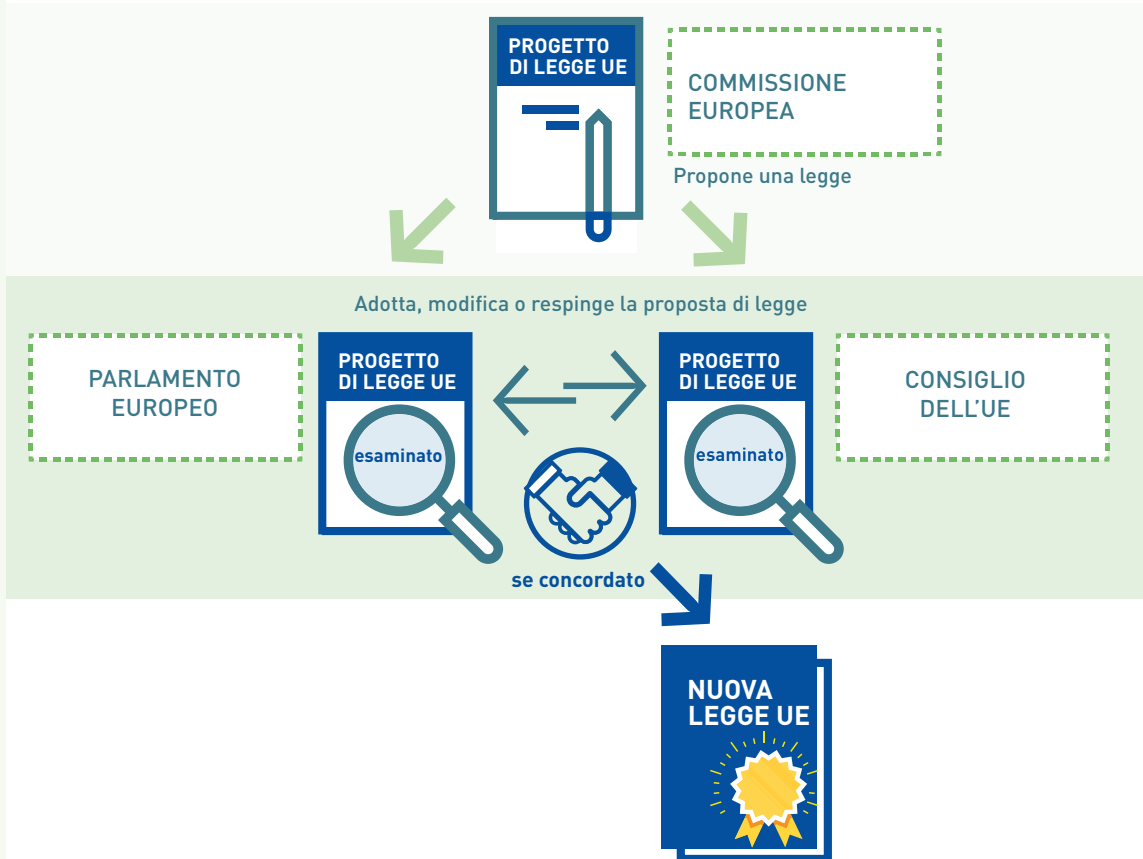 PROGETTO
DI LEGGE UE
COMMISSIONE
EUROPEA
Propone una legge
Adotta, modifica o respinge la proposta di legge
PARLAMENTO
EUROPEO
PROGETTO
DI LEGGE UE
esaminato
PROGETTO
DI LEGGE UE
esaminato
CONSIGLIO
DELL'UE
se concordato
NUOVA
LEGGE UE